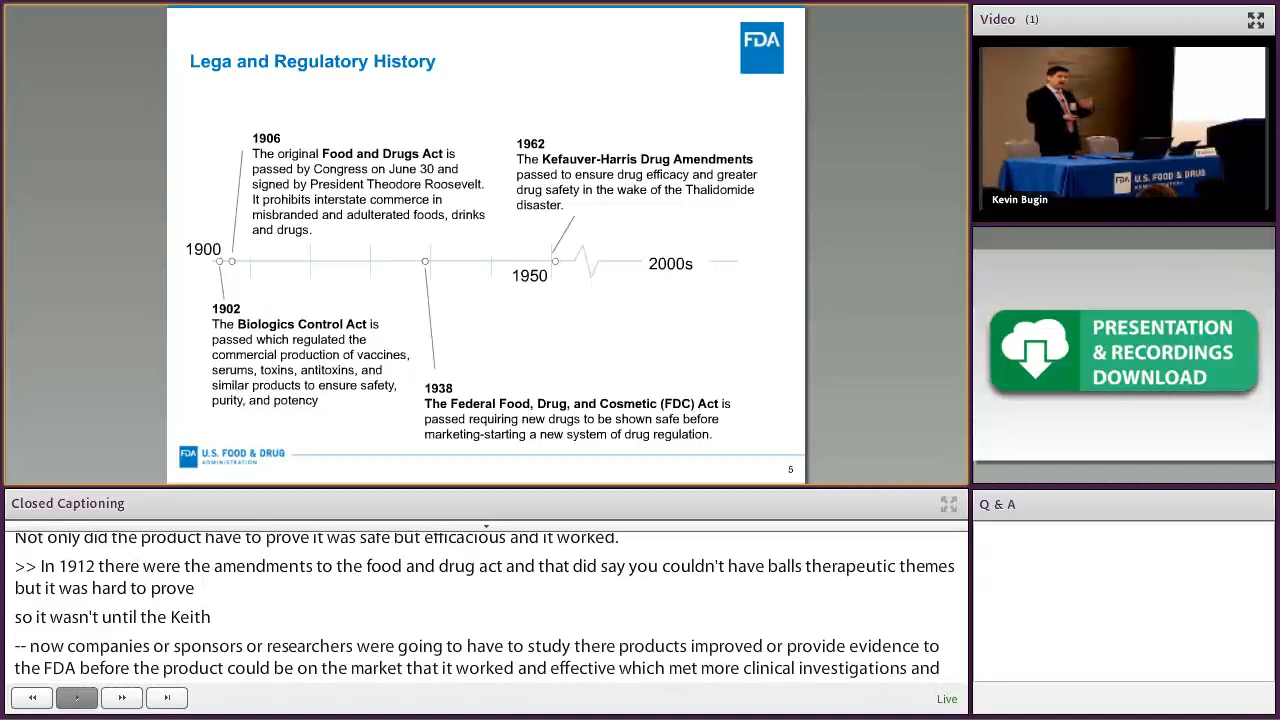 Lega and Regulatory History
FDA
1906
The original Food and Drugs Act is
passed by Congress on June 30 and
signed by President Theodore Roosevelt.
It prohibits interstate commerce in
misbranded and adulterated foods, drinks
and drugs.
1962
The Kefauver-Harris Drug Amendments
passed to ensure drug efficacy and greater
drug safety in the wake of the Thalidomide
disaster.
1900
1950
2000s
1902
The Biologics Control Act is
passed which regulated the
commercial production of vaccines,
serums, toxins, antitoxins, and
similar products to ensure safety,
purity, and potency
1938
The Federal Food, Drug, and Cosmetic (FDC) Act is
passed requiring new drugs to be shown safe before
marketing-starting a new system of drug regulation.
FDA U.S. FOOD & DRUG
ADMINISTRATION
5
Video (1)
FDA U.S. FOOD & DRUG
ADMINISTRATION
Kevin Bugin
PRESENTATION
& RECORDINGS
DOWNLOAD
Closed Captioning
Not only did the product have to prove it was safe but efficacious and it worked.
>> In 1912 there were the amendments to the food and drug act and that did say you couldn't have balls therapeutic themes
but it was hard to prove
so it wasn't until the Keith
-- now companies or sponsors or researchers were going to have to study there products improved or provide evidence to
the FDA before the product could be on the market that it worked and effective which met more clinical investigations and
Live
Q & A